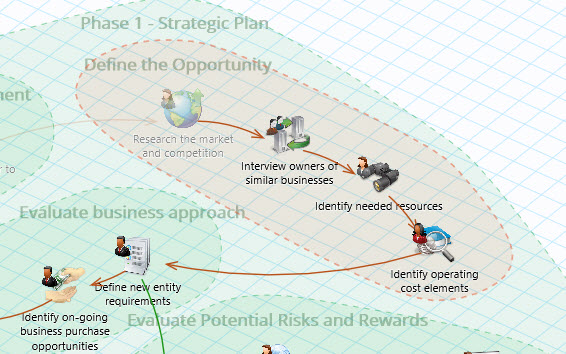 Phase 1 - Strategic Plan
Define the Opportunity
ment
Research the market
and competition
Interview owners of
similar businesses
r to
Identify needed resources
Evaluate business approach
Identify operating
cost elements
Define new entity
requirements
Identify on-going
business purchase
opportunities
Evaluate Potential Risks and Rewards